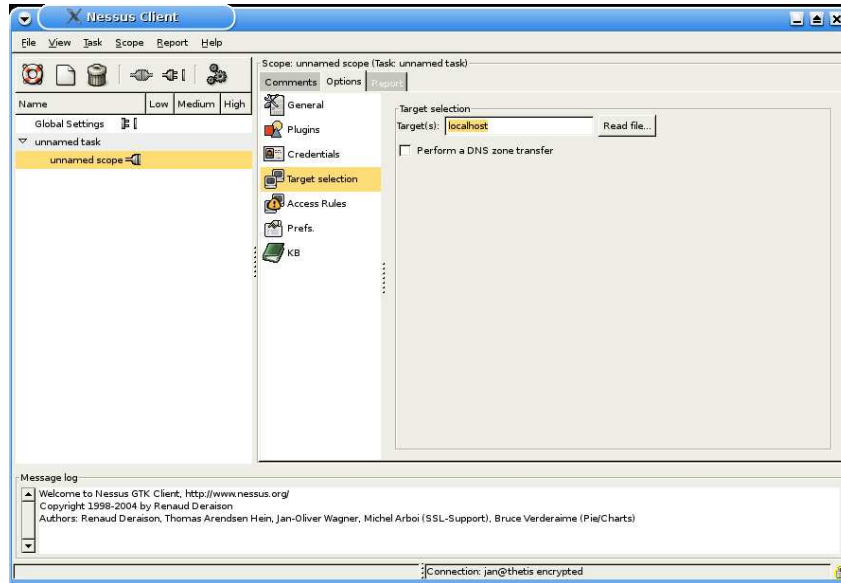 Nessus Client
File View Task Scope Report Help
Scope: unnamed scope (Task: unnamed task)
Comments Options Report
Name Low Medium High
Global Settings
unnamed task
unnamed scope
General
Plugins
Credentials
Target selection
Access Rules
Prefs.
KB
Target selection
Target(s): localhost Read file...
Perform a DNS zone transfer
Message log
Welcome to Nessus GTK Client, http://www.nessus.org/
Copyright 1998-2004 by Renaud Deraison
Authors: Renaud Deraison, Thomas Arendsen Hein, Jan-Oliver Wagner, Michel Arboi (SSL-Support), Bruce Verderaime (Pie/Charts)
Connection: jan@thetis encrypted